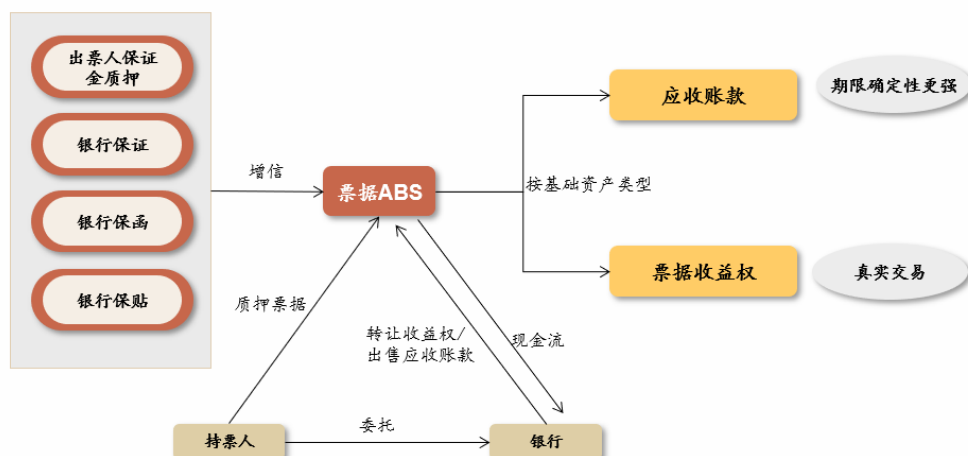 出票人保证
金质押
银行保证
银行保函
银行保贴
增信
票据ABS
按基础资产类型
应收账款
期限确定性更强
票据收益权
真实交易
质押票据
转让收益权/
出售应收账款
现金流
持票人
委托
银行